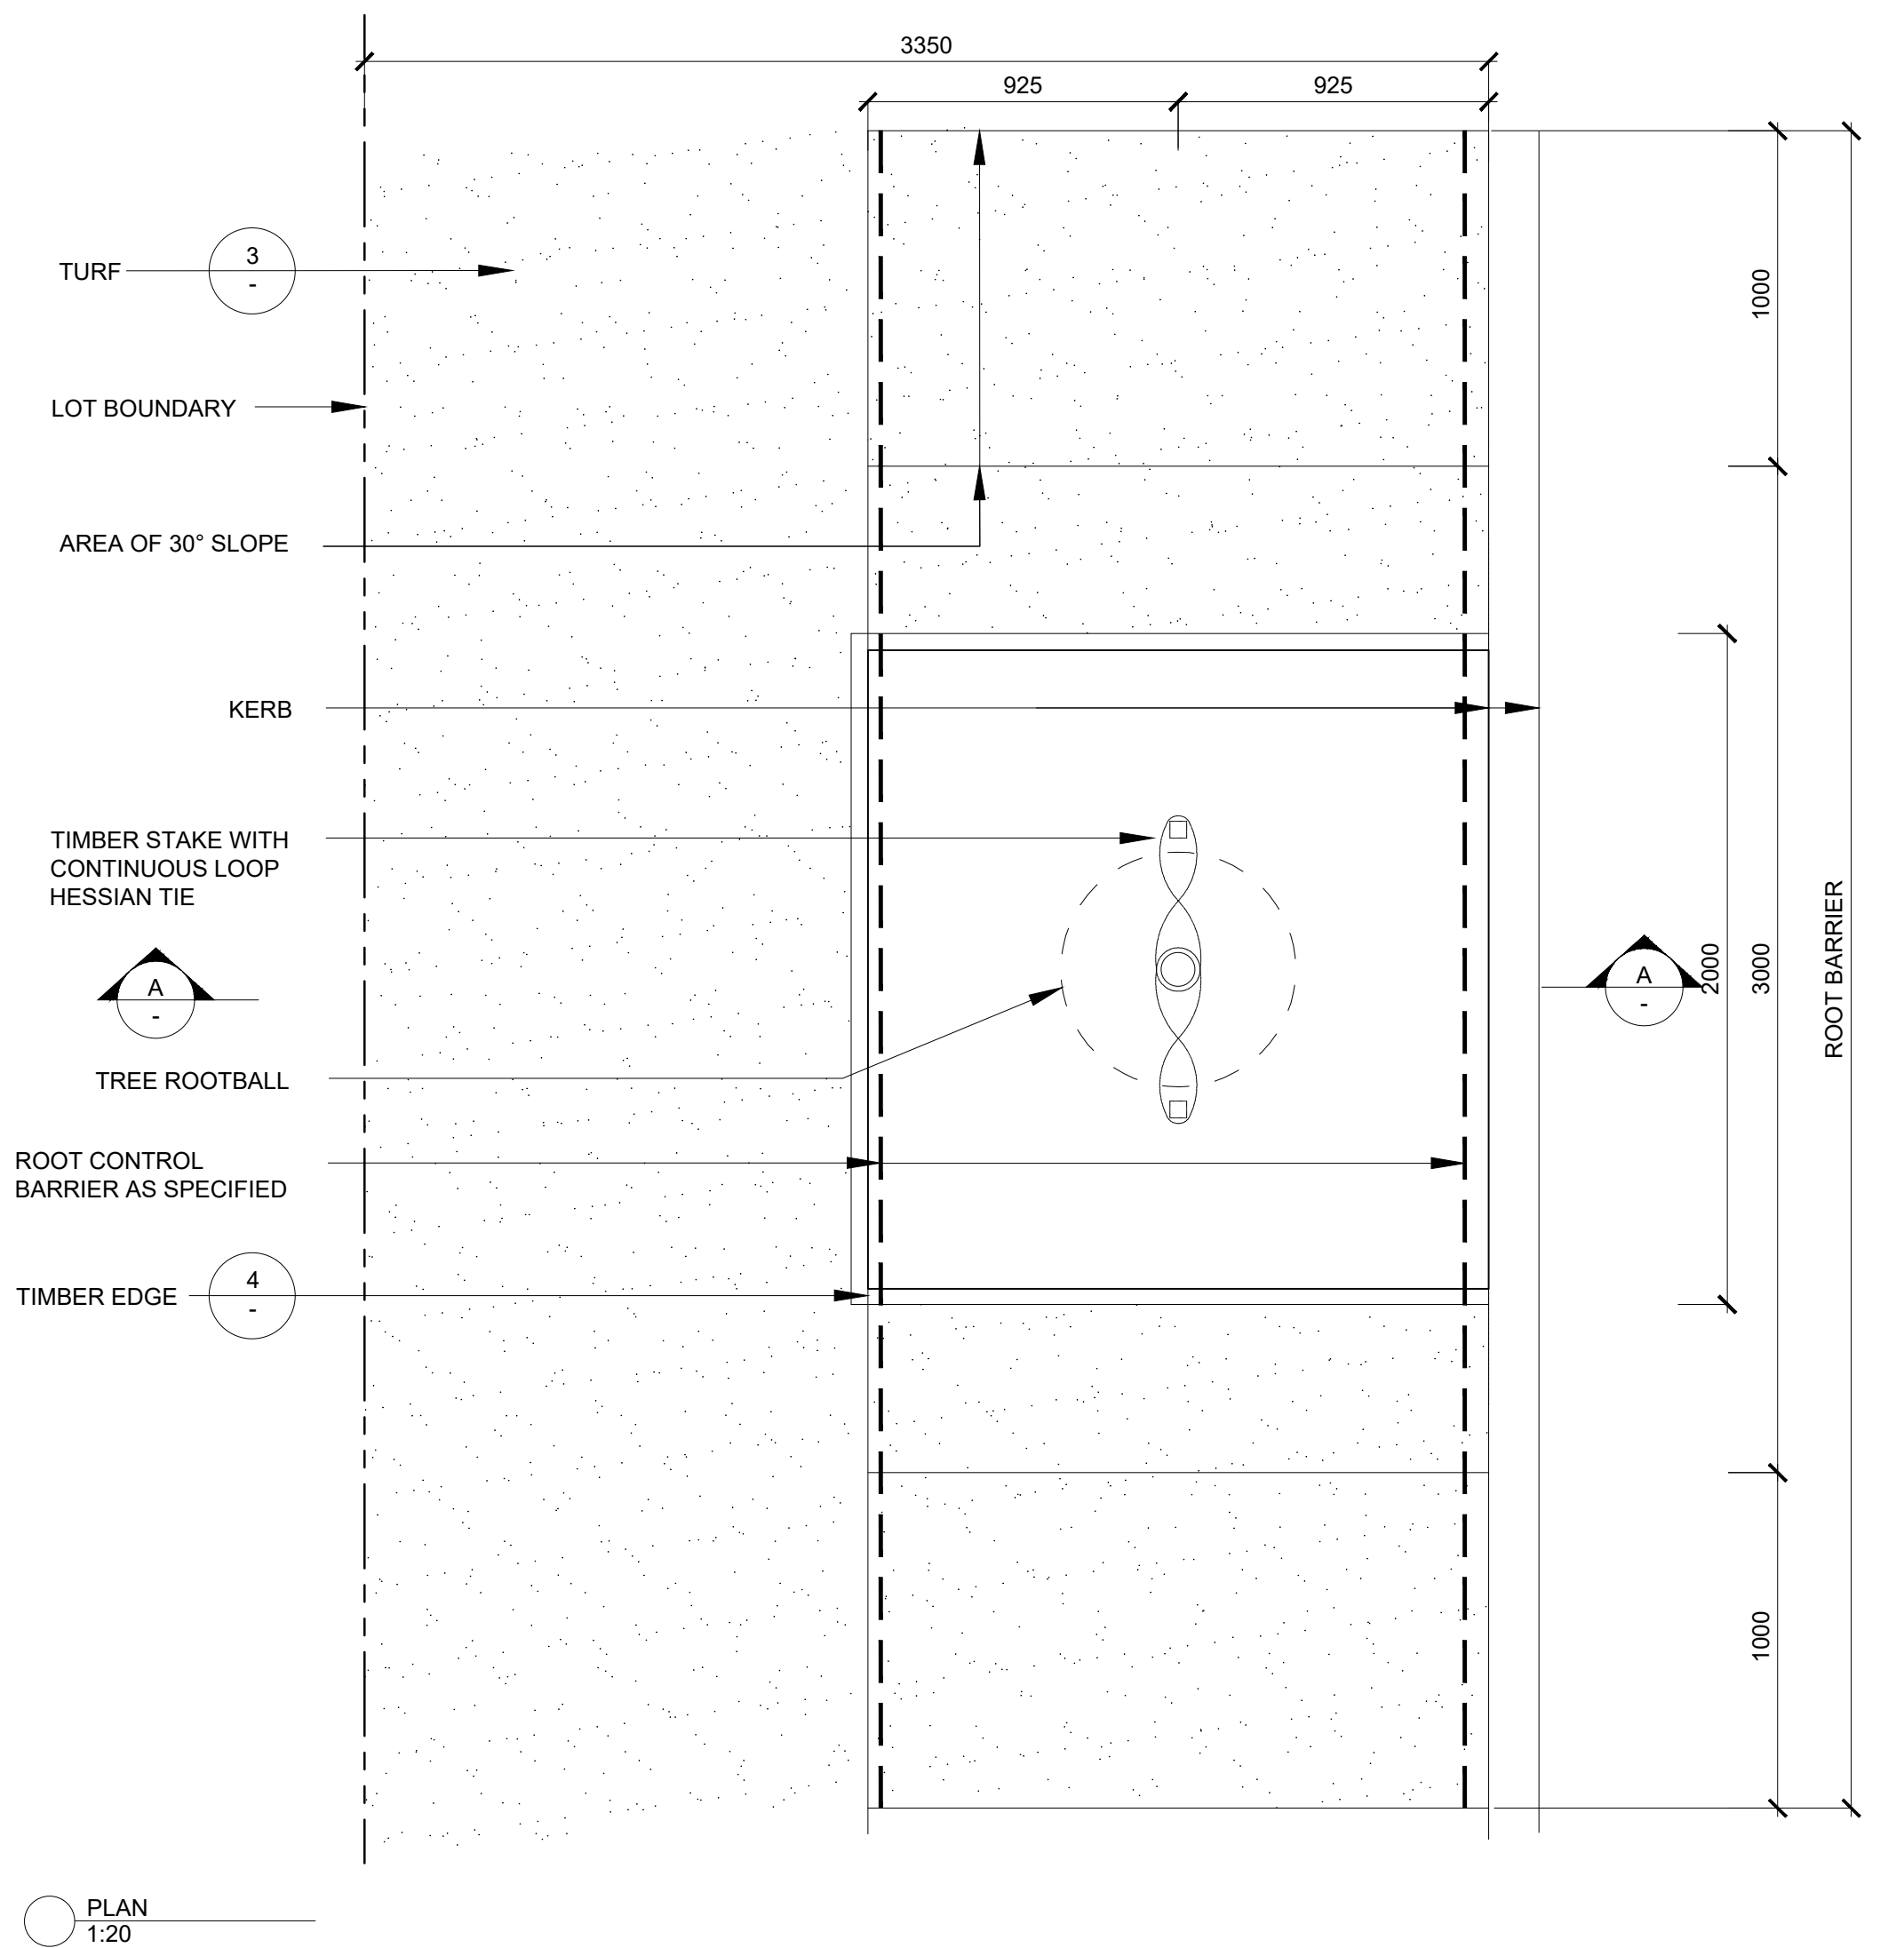 3350
925
925
TURF
3
-
1000
LOT BOUNDARY
AREA OF 30° SLOPE
KERB
TIMBER STAKE WITH
CONTINUOUS LOOP
HESSIAN TIE
A
-
A
-
2000
3000
ROOT BARRIER
TREE ROOTBALL
ROOT CONTROL
BARRIER AS SPECIFIED
TIMBER EDGE
4
-
1000
PLAN
1:20